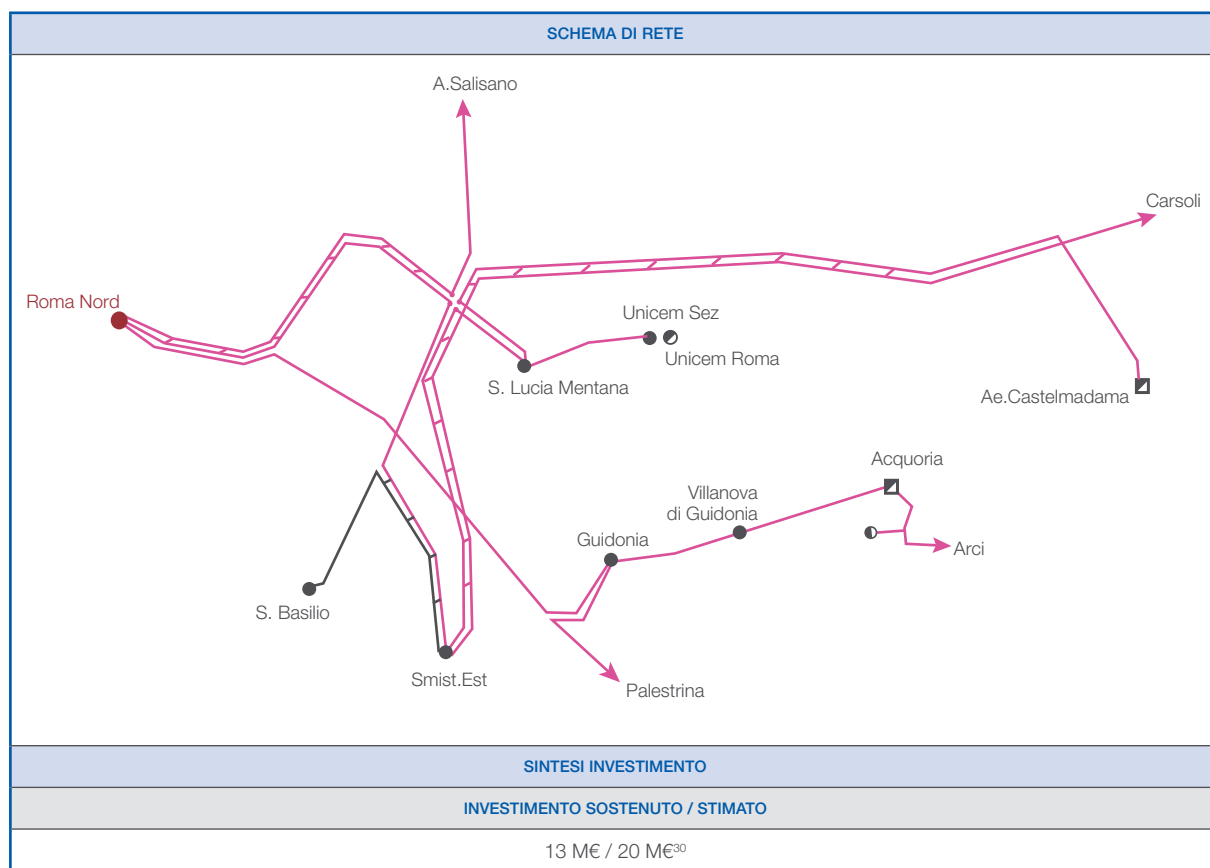 SCHEMA DI RETE
A.Salisano
Carsoli
Roma Nord
Unicem Sez
Unicem Roma
S. Lucia Mentana
Ae.Castelmadama
Acquoria
Villanova
di Guidonia
Guidonia
Arci
S. Basilio
Smist.Est
Palestrina
SINTESI INVESTIMENTO
INVESTIMENTO SOSTENUTO / STIMATO
13 M€ / 20 M€³⁰